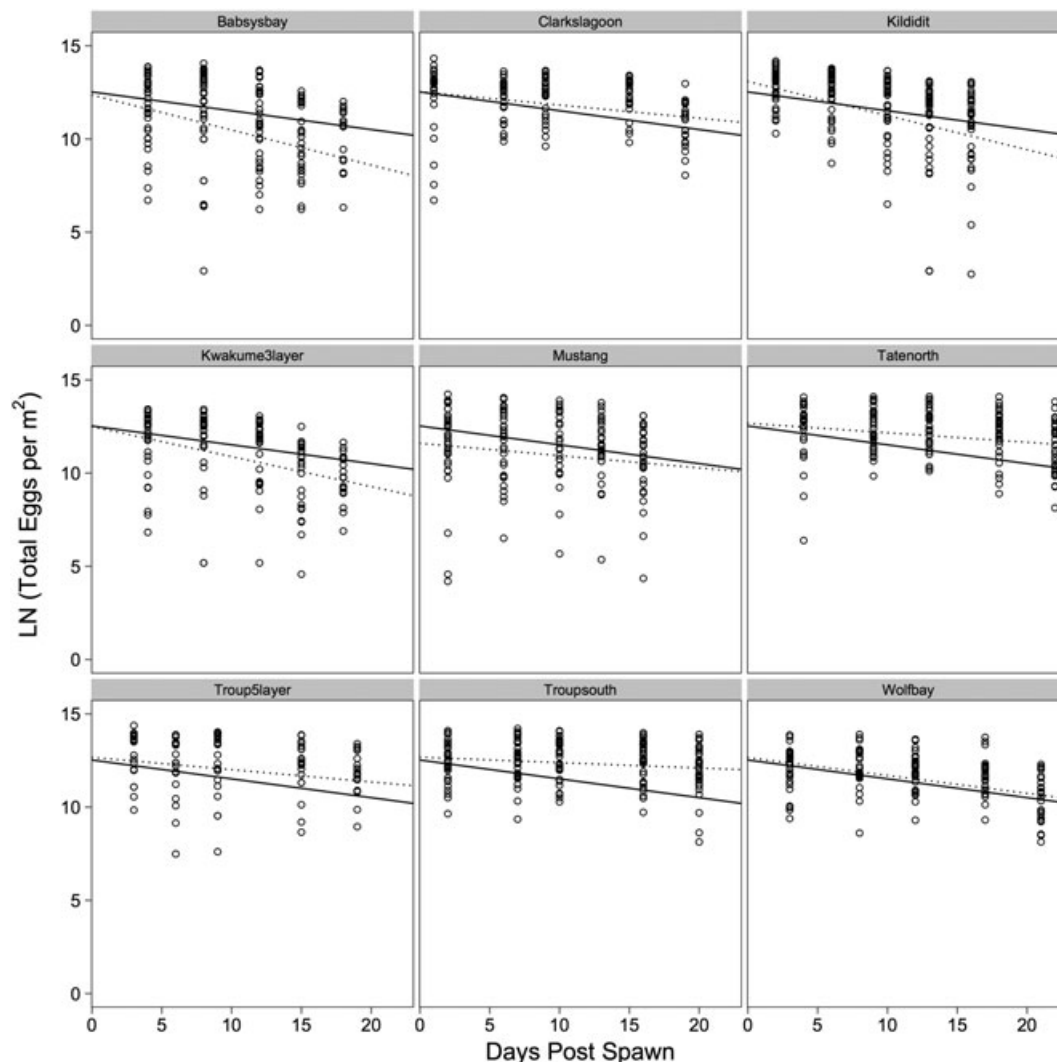 Babsysbay Clarkslagoon Kildidit
15
10
5
0
Kwakume3layer Mustang Tatenorth
15
10
5
0
Troup5layer Troupsouth Wolfbay
15
10
5
0
0 5 10 15 20 0 5 10 15 20 0 5 10 15 20
LN (Total Eggs per m²)
Days Post Spawn